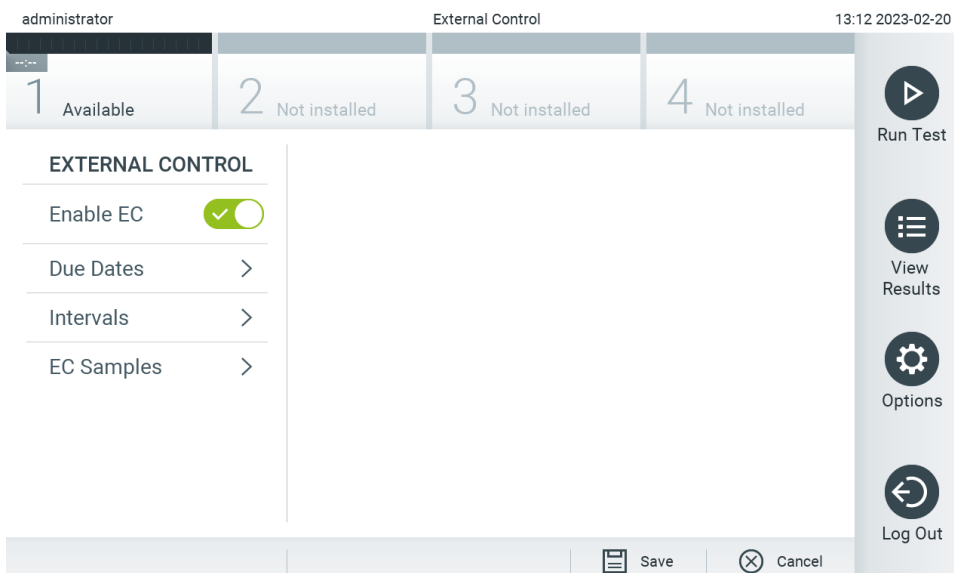 administrator External Control 13:12 2023-02-20
--:--
1 Available 2 Not installed 3 Not installed 4 Not installed
Run Test
EXTERNAL CONTROL
Enable EC
Due Dates
Intervals
EC Samples
View
Results
Options
Log Out
Save Cancel